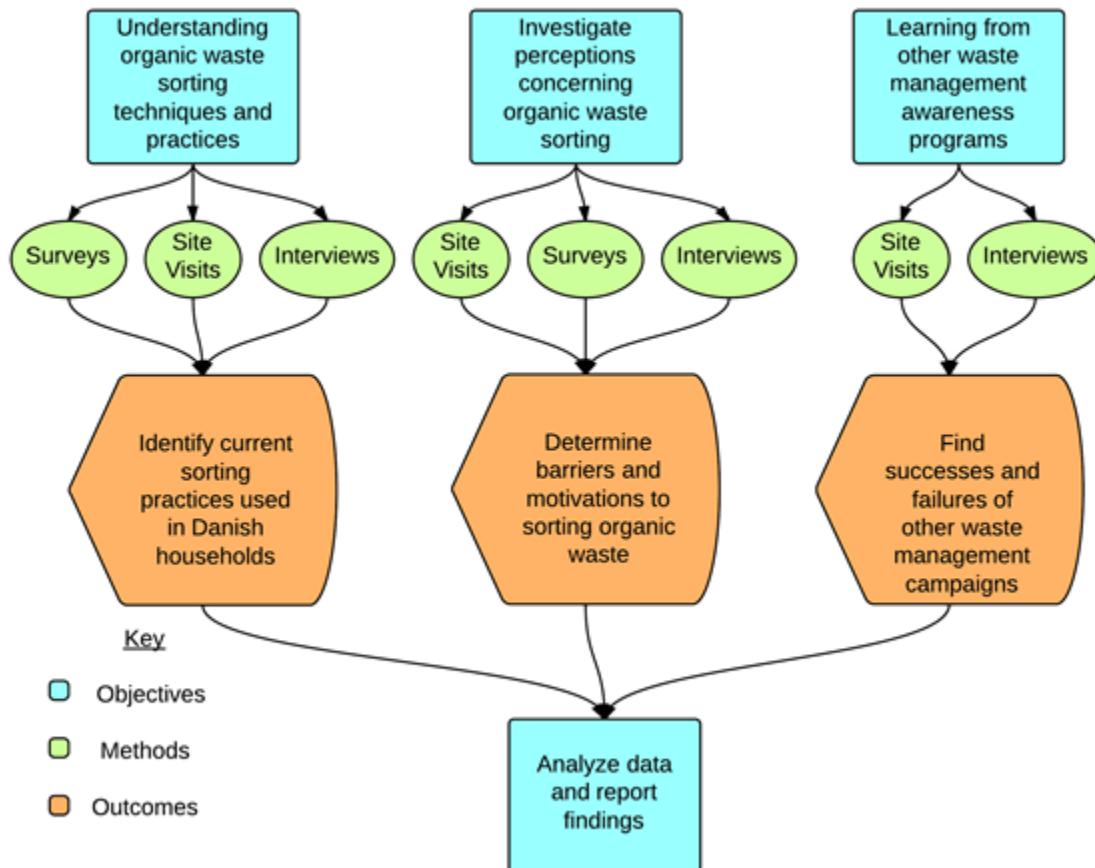 Understanding
organic waste
sorting
techniques and
practices
Investigate
perceptions
concerning
organic waste
sorting
Learning from
other waste
management
awareness
programs
Surveys
Site
Visits
Interviews
Site
Visits
Surveys
Interviews
Site
Visits
Interviews
Identify current
sorting
practices used
in Danish
households
Determine
barriers and
motivations to
sorting organic
waste
Find
successes and
failures of
other waste
management
campaigns
Key
Objectives
Methods
Outcomes
Analyze data
and report
findings